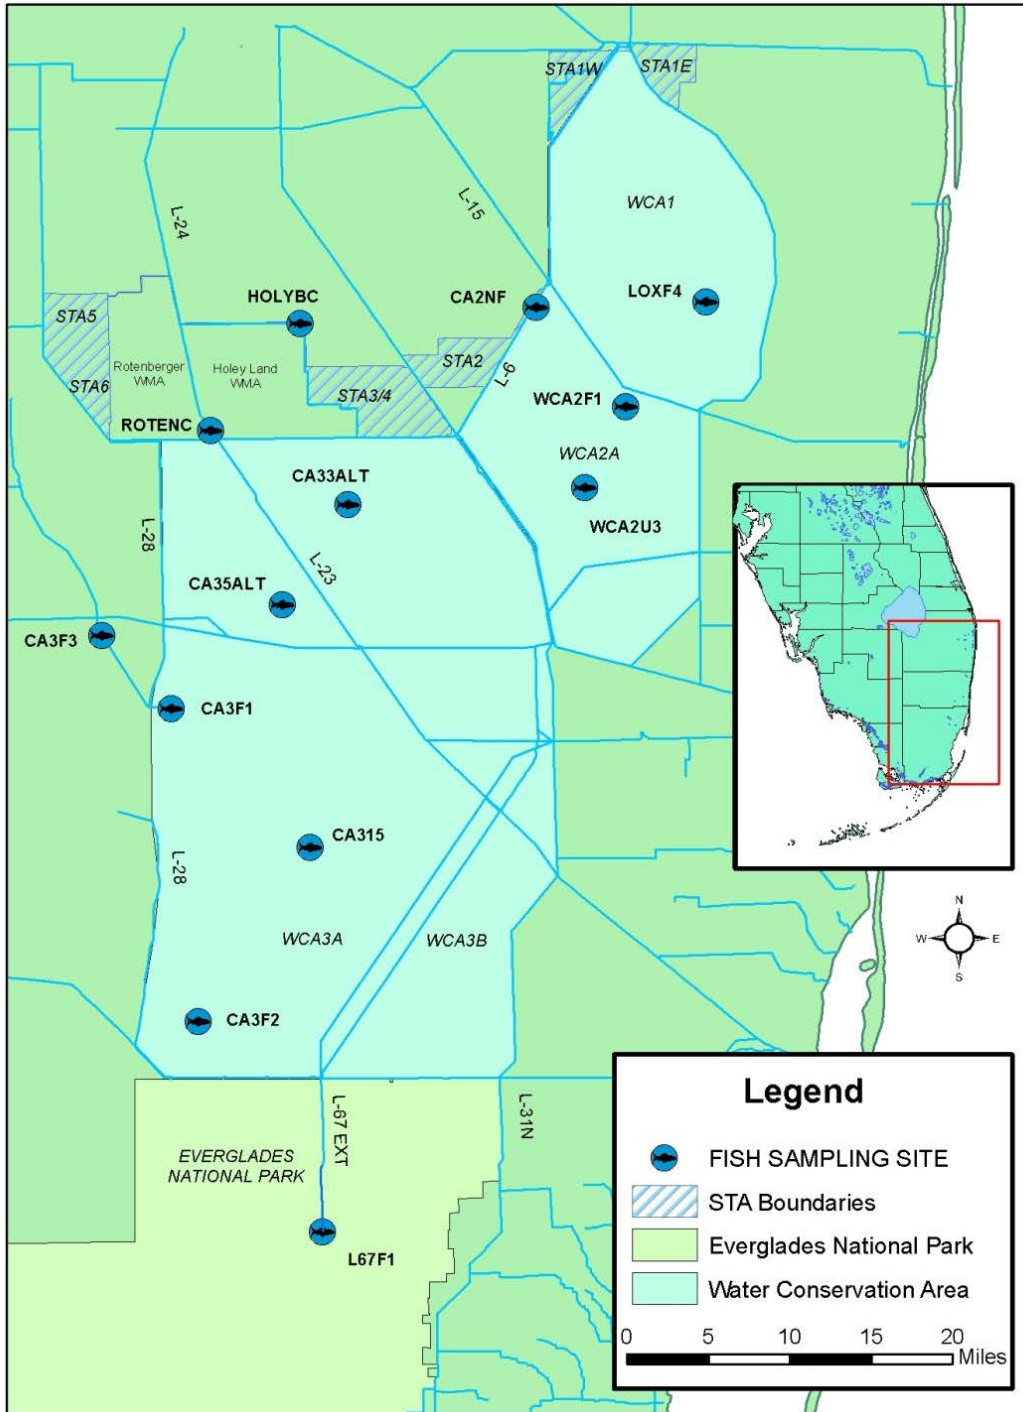 STA1W
STA1E
L-24
L-15
WCA1
HOLYBC
CA2NF
LOXF4
STA5
STA2
Rotenberger
WMA
Holey Land
WMA
STA6
STA3/4
L-6
WCA2F1
ROTENC
WCA2A
CA33ALT
WCA2U3
L-28
L-23
CA35ALT
CA3F3
CA3F1
CA315
L-28
WCA3A
WCA3B
N
W
E
S
CA3F2
L-67 EXT
L-31N
EVERGLADES
NATIONAL PARK
L67F1
Legend
FISH SAMPLING SITE
STA Boundaries
Everglades National Park
Water Conservation Area
0 5 10 15 20
Miles